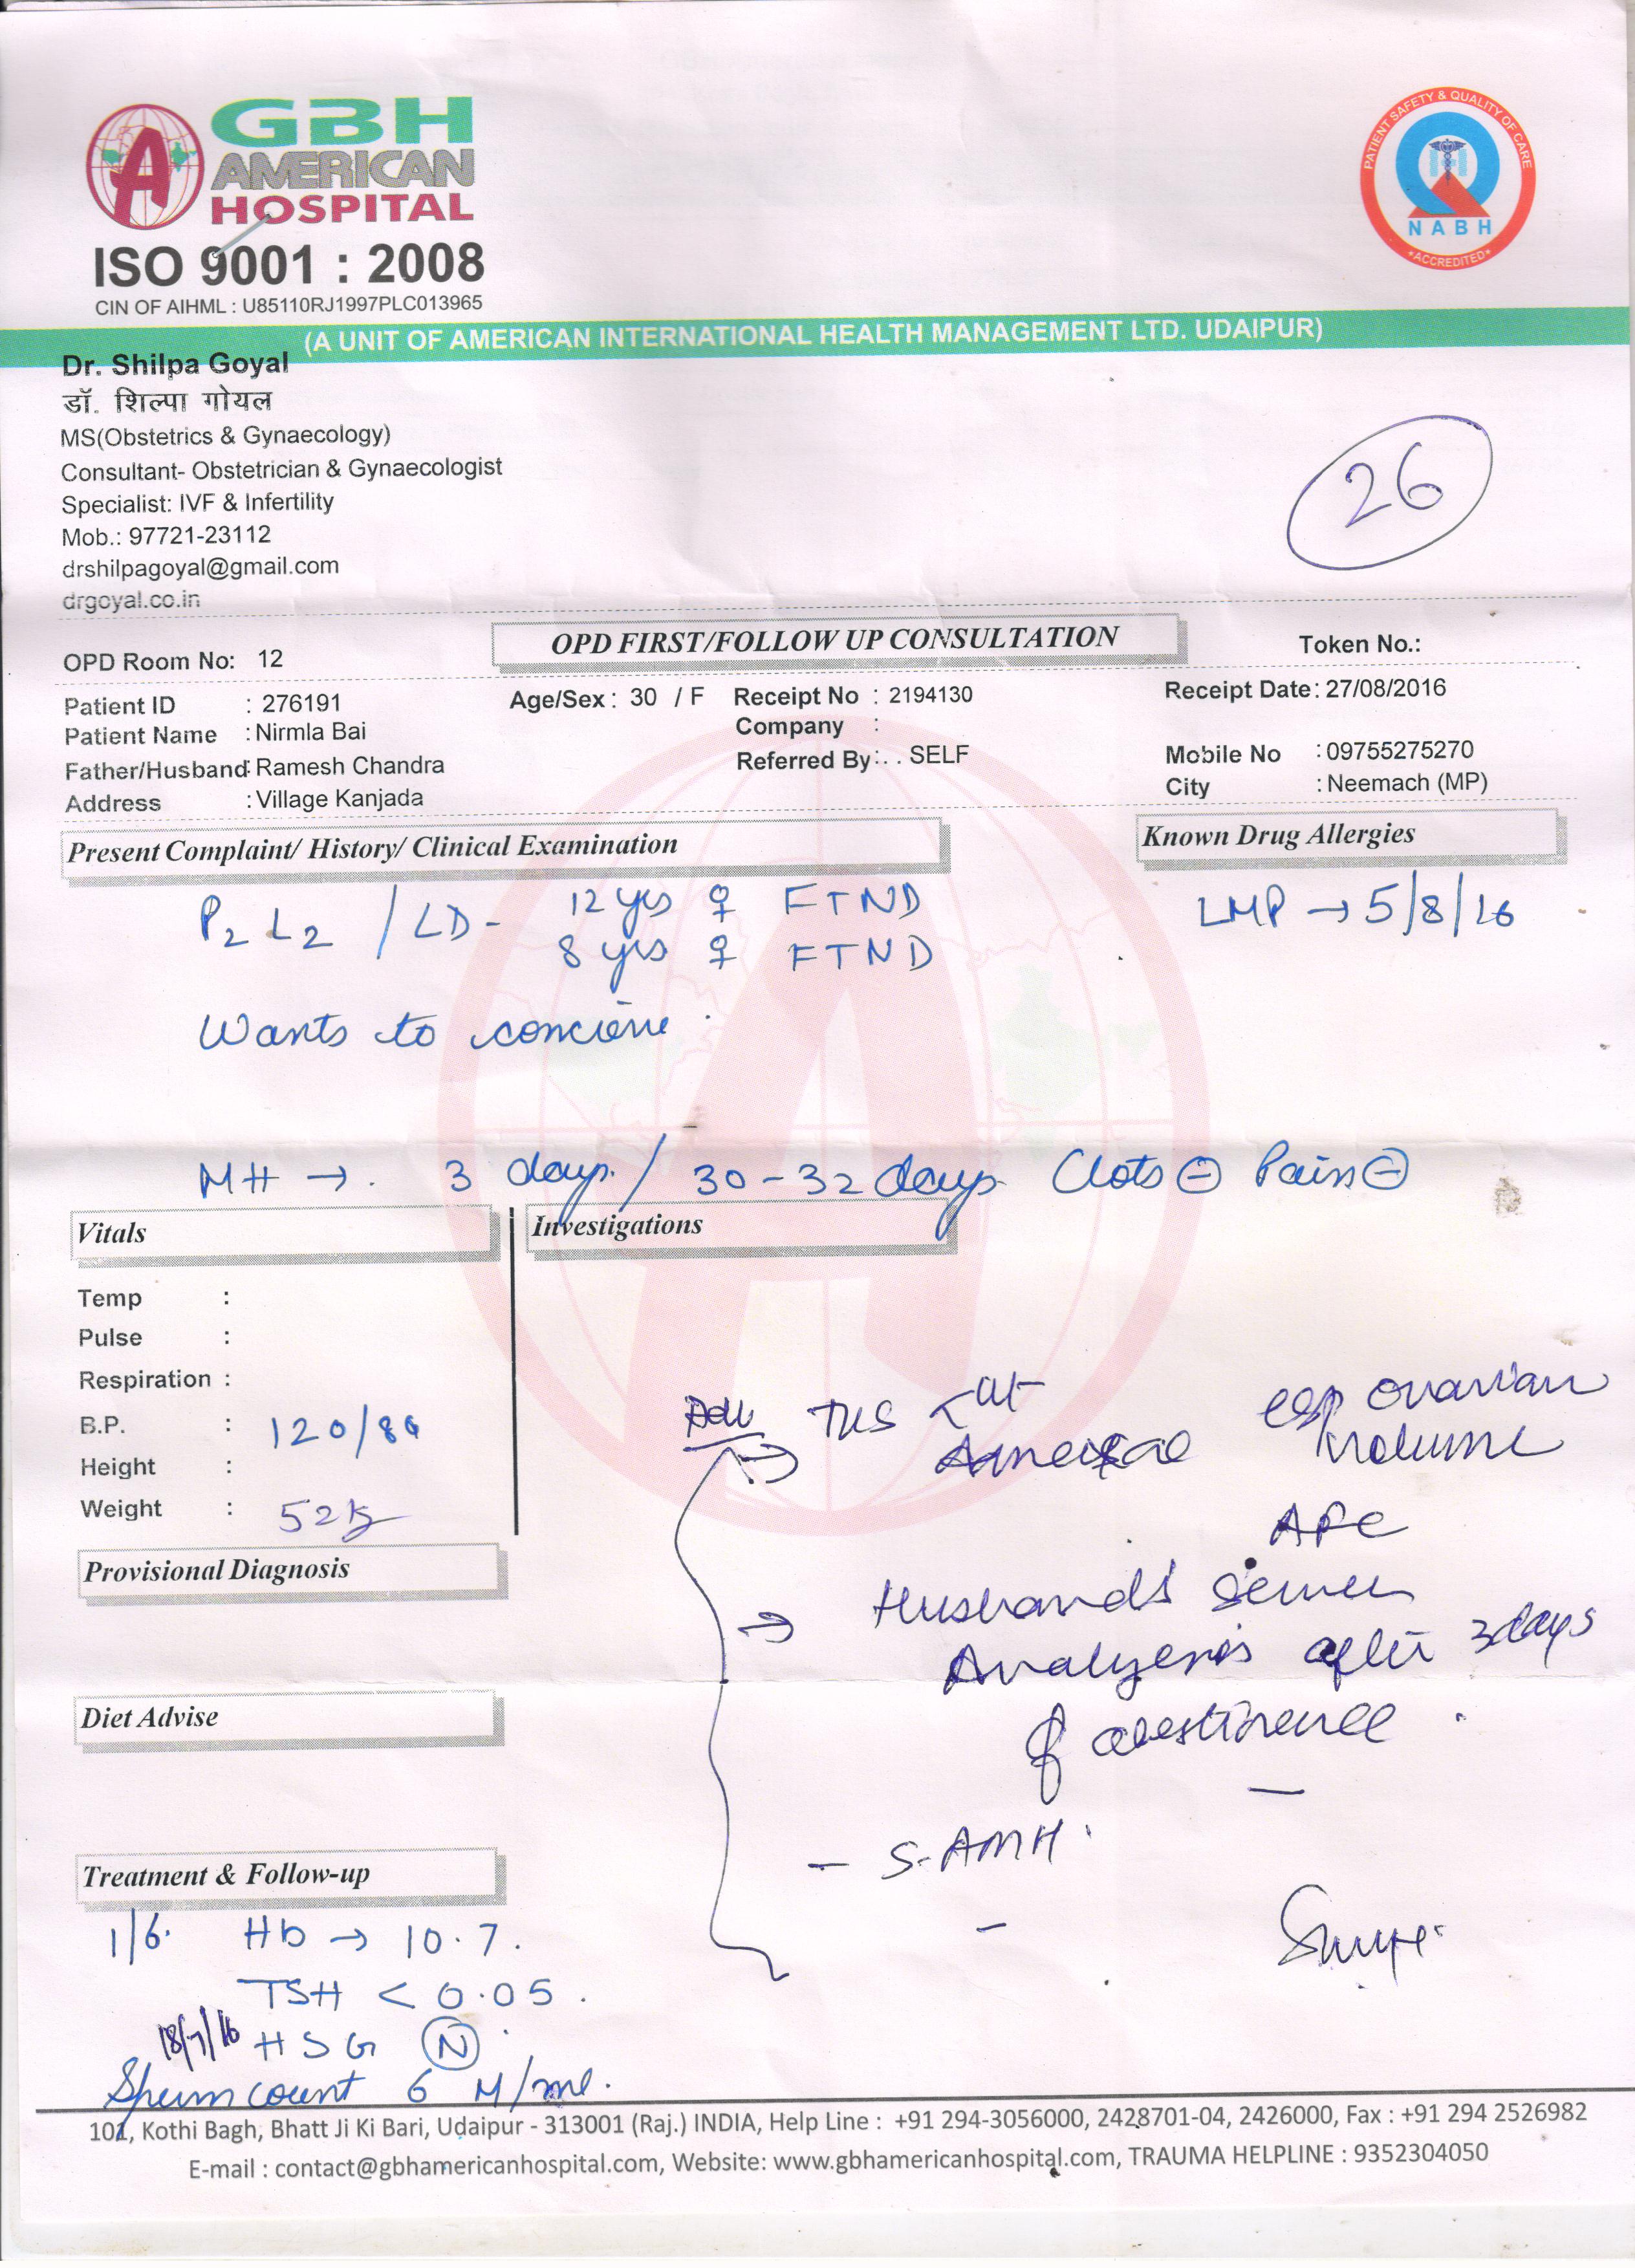 GBH
AMERICAN
HOSPITAL
ISO 9001 : 2008
CIN OF AIHML : U85110RJ1997PLC013965
PATIENT SAFETY & QUALITY OF CARE
NABH
*ACCREDITED*
(A UNIT OF AMERICAN INTERNATIONAL HEALTH MANAGEMENT LTD. UDAIPUR)
Dr. Shilpa Goyal
डॉ. शिल्पा गोयल
MS(Obstetrics & Gynaecology)
Consultant- Obstetrician & Gynaecologist
Specialist: IVF & Infertility
Mob.: 97721-23112
drshilpagoyal@gmail.com
drgoyal.co.in
26
OPD Room No: 12
OPD FIRST/FOLLOW UP CONSULTATION
Token No.:
Patient ID : 276191 Age/Sex : 30 / F Receipt No : 2194130 Receipt Date: 27/08/2016
Patient Name : Nirmla Bai Company :
Father/Husband: Ramesh Chandra Referred By: . . SELF Mobile No : 09755275270
Address : Village Kanjada City : Neemach (MP)
Present Complaint/ History/ Clinical Examination
Known Drug Allergies
P2 L2 / LD - 12 yrs ♀ FTND
8 yrs ♀ FTND
LMP → 5/8/16
Wants to concieve.
MH → . 3 days. / 30-32 days Clots ⊖ Pain ⊖
Vitals
Investigations
Temp :
Pulse :
Respiration :
B.P. : 120/80
Height :
Weight : 52kg
Adv → TVS at American esp ovarian
volume
AFC
→ Husband's semen
Analysis after 3 days
of abstinence .
- S. AMH.
Provisional Diagnosis
Diet Advise
Treatment & Follow-up
1/6. Hb → 10.7.
TSH < 0.05 .
18/7/16 HSG N .
Sperm count 6 M/ml.
101, Kothi Bagh, Bhatt Ji Ki Bari, Udaipur - 313001 (Raj.) INDIA, Help Line : +91 294-3056000, 2428701-04, 2426000, Fax : +91 294 2526982
E-mail : contact@gbhamericanhospital.com, Website: www.gbhamericanhospital.com, TRAUMA HELPLINE : 9352304050